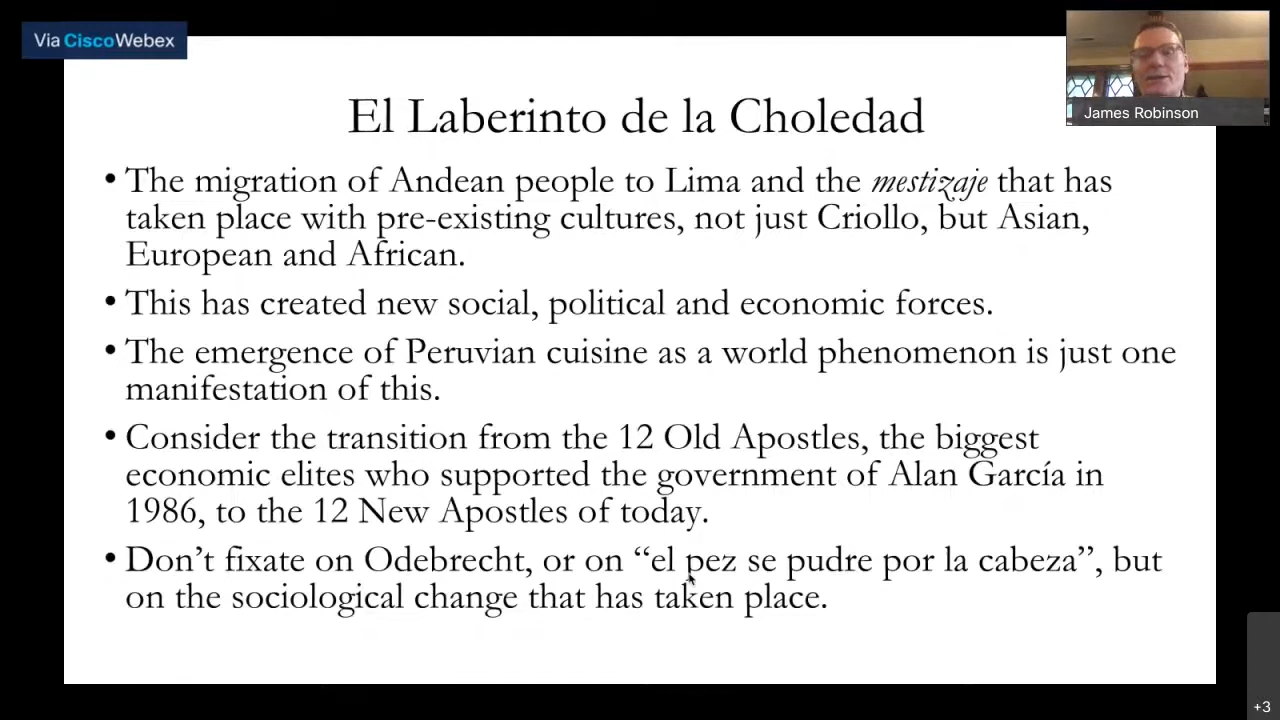 Via Cisco Webex
James Robinson
El Laberinto de la Choledad
• The migration of Andean people to Lima and the mestizaje that has
taken place with pre-existing cultures, not just Criollo, but Asian,
European and African.
• This has created new social, political and economic forces.
• The emergence of Peruvian cuisine as a world phenomenon is just one
manifestation of this.
• Consider the transition from the 12 Old Apostles, the biggest
economic elites who supported the government of Alan García in
1986, to the 12 New Apostles of today.
• Don’t fixate on Odebrecht, or on “el pez se pudre por la cabeza”, but
on the sociological change that has taken place.
+3